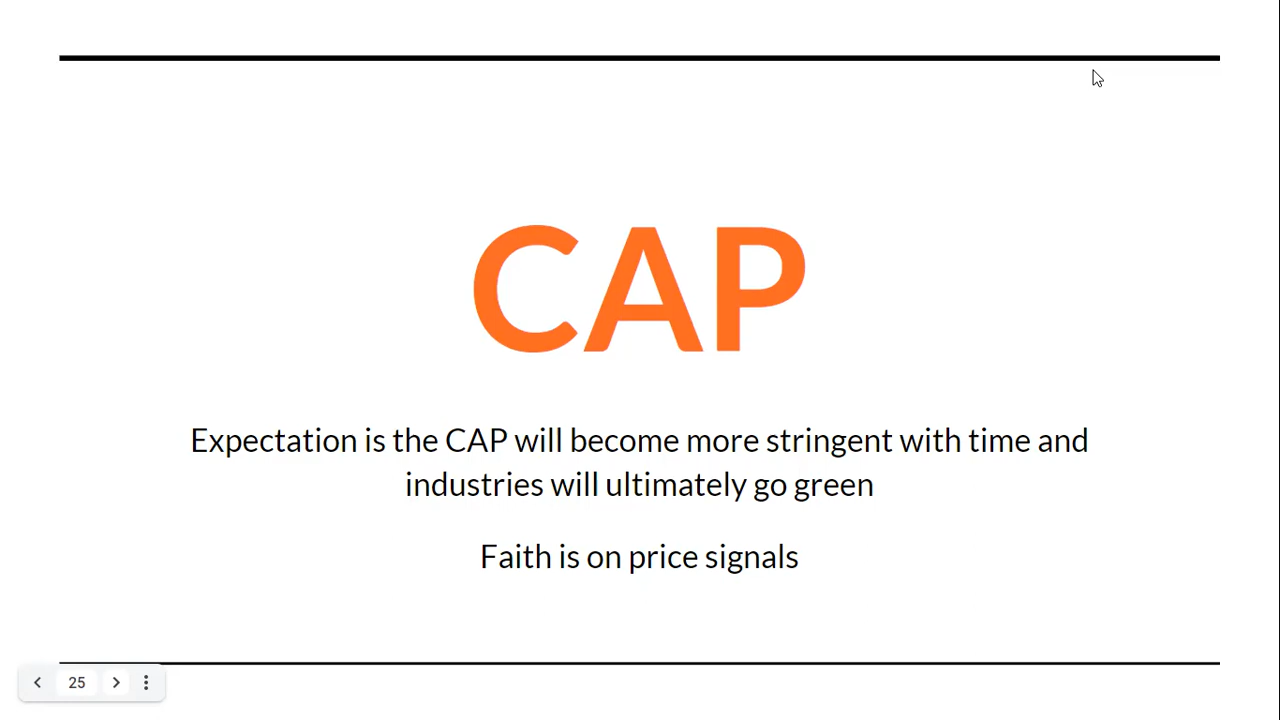 CAP
Expectation is the CAP will become more stringent with time and
industries will ultimately go green
Faith is on price signals
25